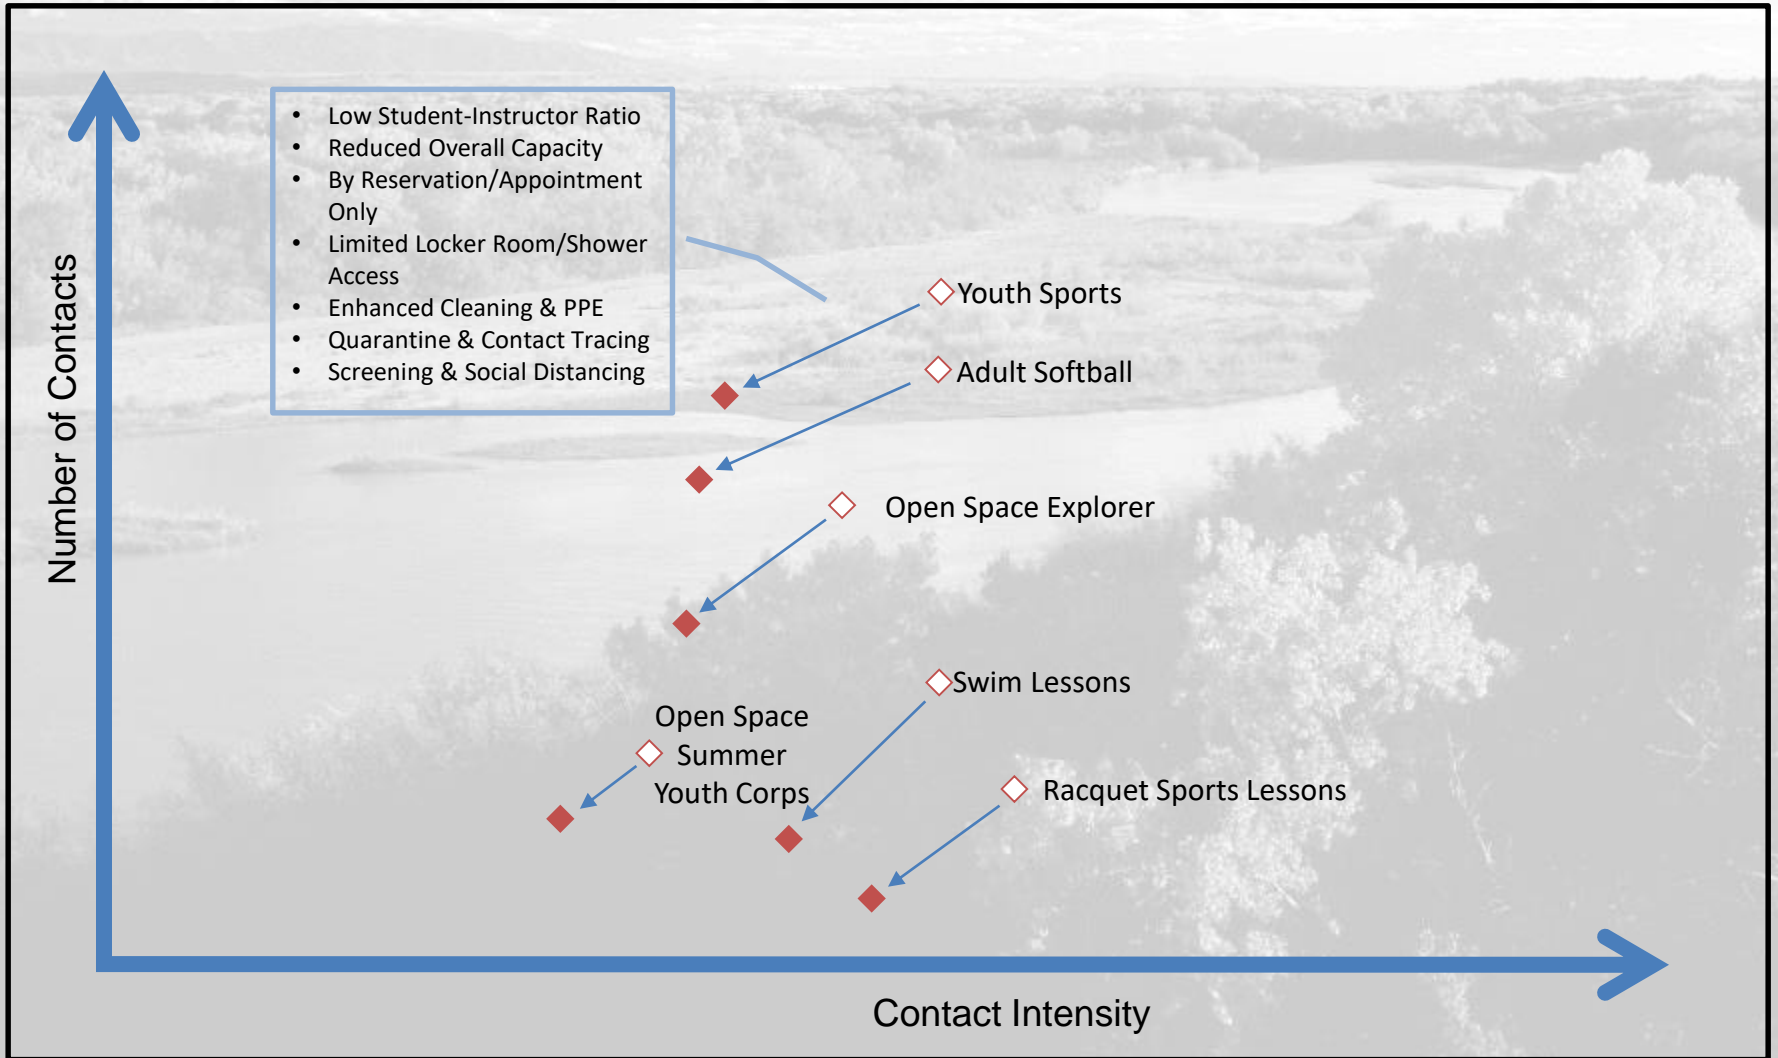 • Low Student-Instructor Ratio
• Reduced Overall Capacity
• By Reservation/Appointment
Only
• Limited Locker Room/Shower
Access
• Enhanced Cleaning & PPE
• Quarantine & Contact Tracing
• Screening & Social Distancing
Number of Contacts
Youth Sports
Adult Softball
Open Space Explorer
Swim Lessons
Open Space
Summer
Youth Corps
Racquet Sports Lessons
Contact Intensity